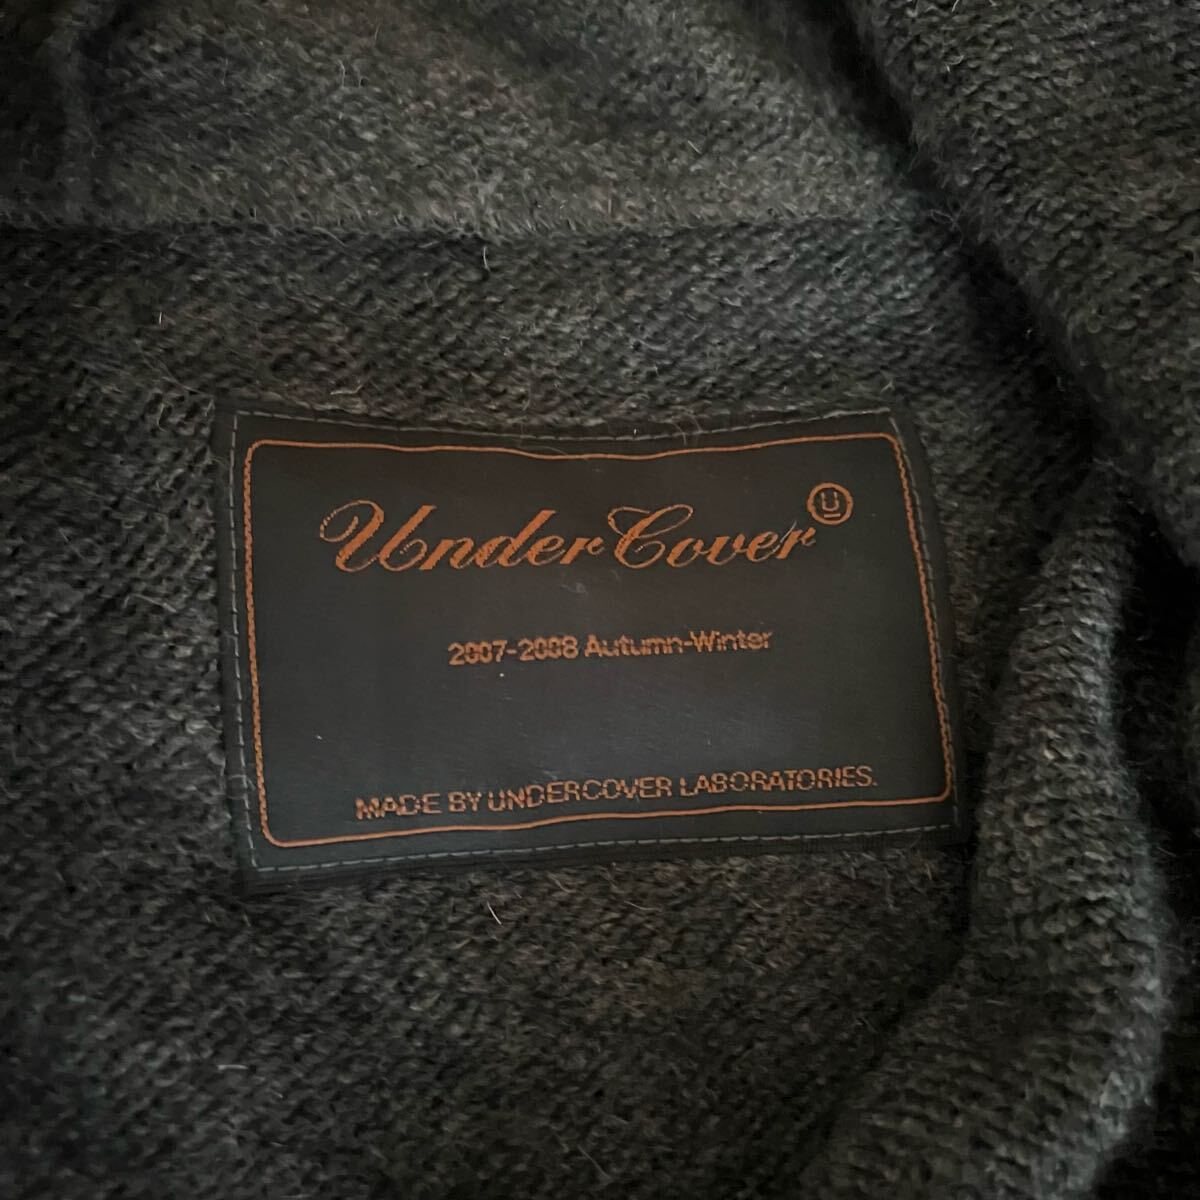 UnderCover U
2007-2008 Autumn-Winter
MADE BY UNDERCOVER LABORATORIES.